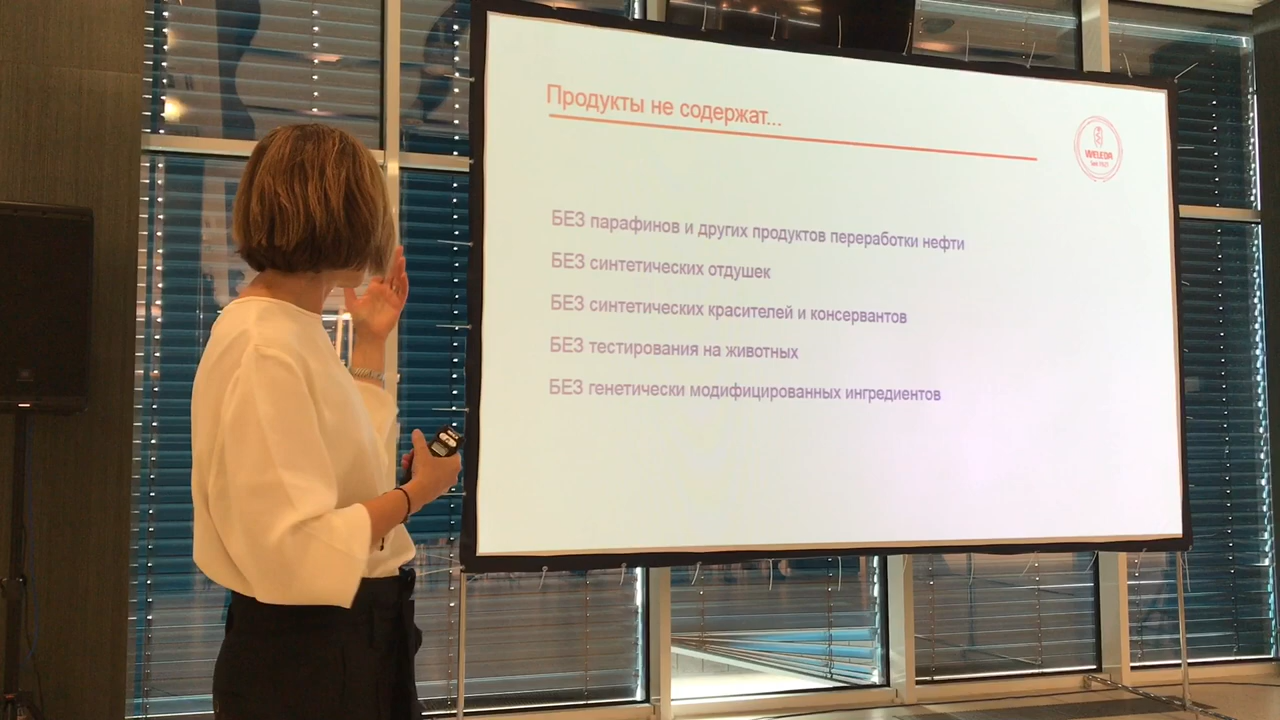 Продукты не содержат...
WELEDA
БЕЗ парафинов и других продуктов переработки нефти
БЕЗ синтетических отдушек
БЕЗ синтетических красителей и консервантов
БЕЗ тестирования на животных
БЕЗ генетически модифицированных ингредиентов